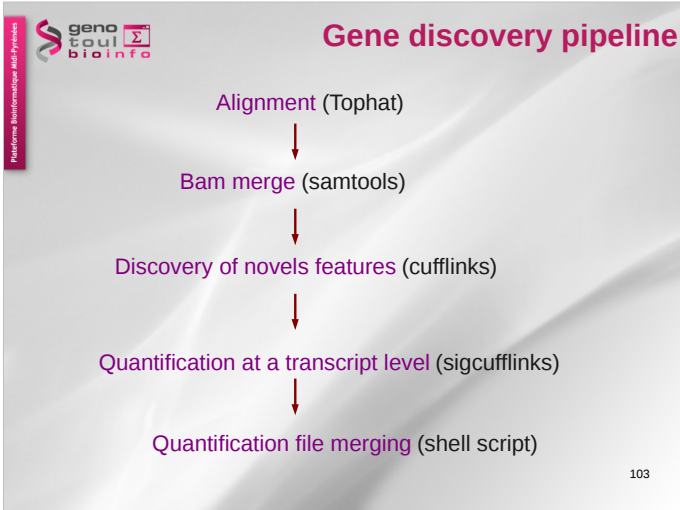 Plateforme Bioinformatique Midi-Pyrénées
geno
toul Σ
bioinfo
Gene discovery pipeline
Alignment (Tophat)
Bam merge (samtools)
Discovery of novels features (cufflinks)
Quantification at a transcript level (sigcufflinks)
Quantification file merging (shell script)
103